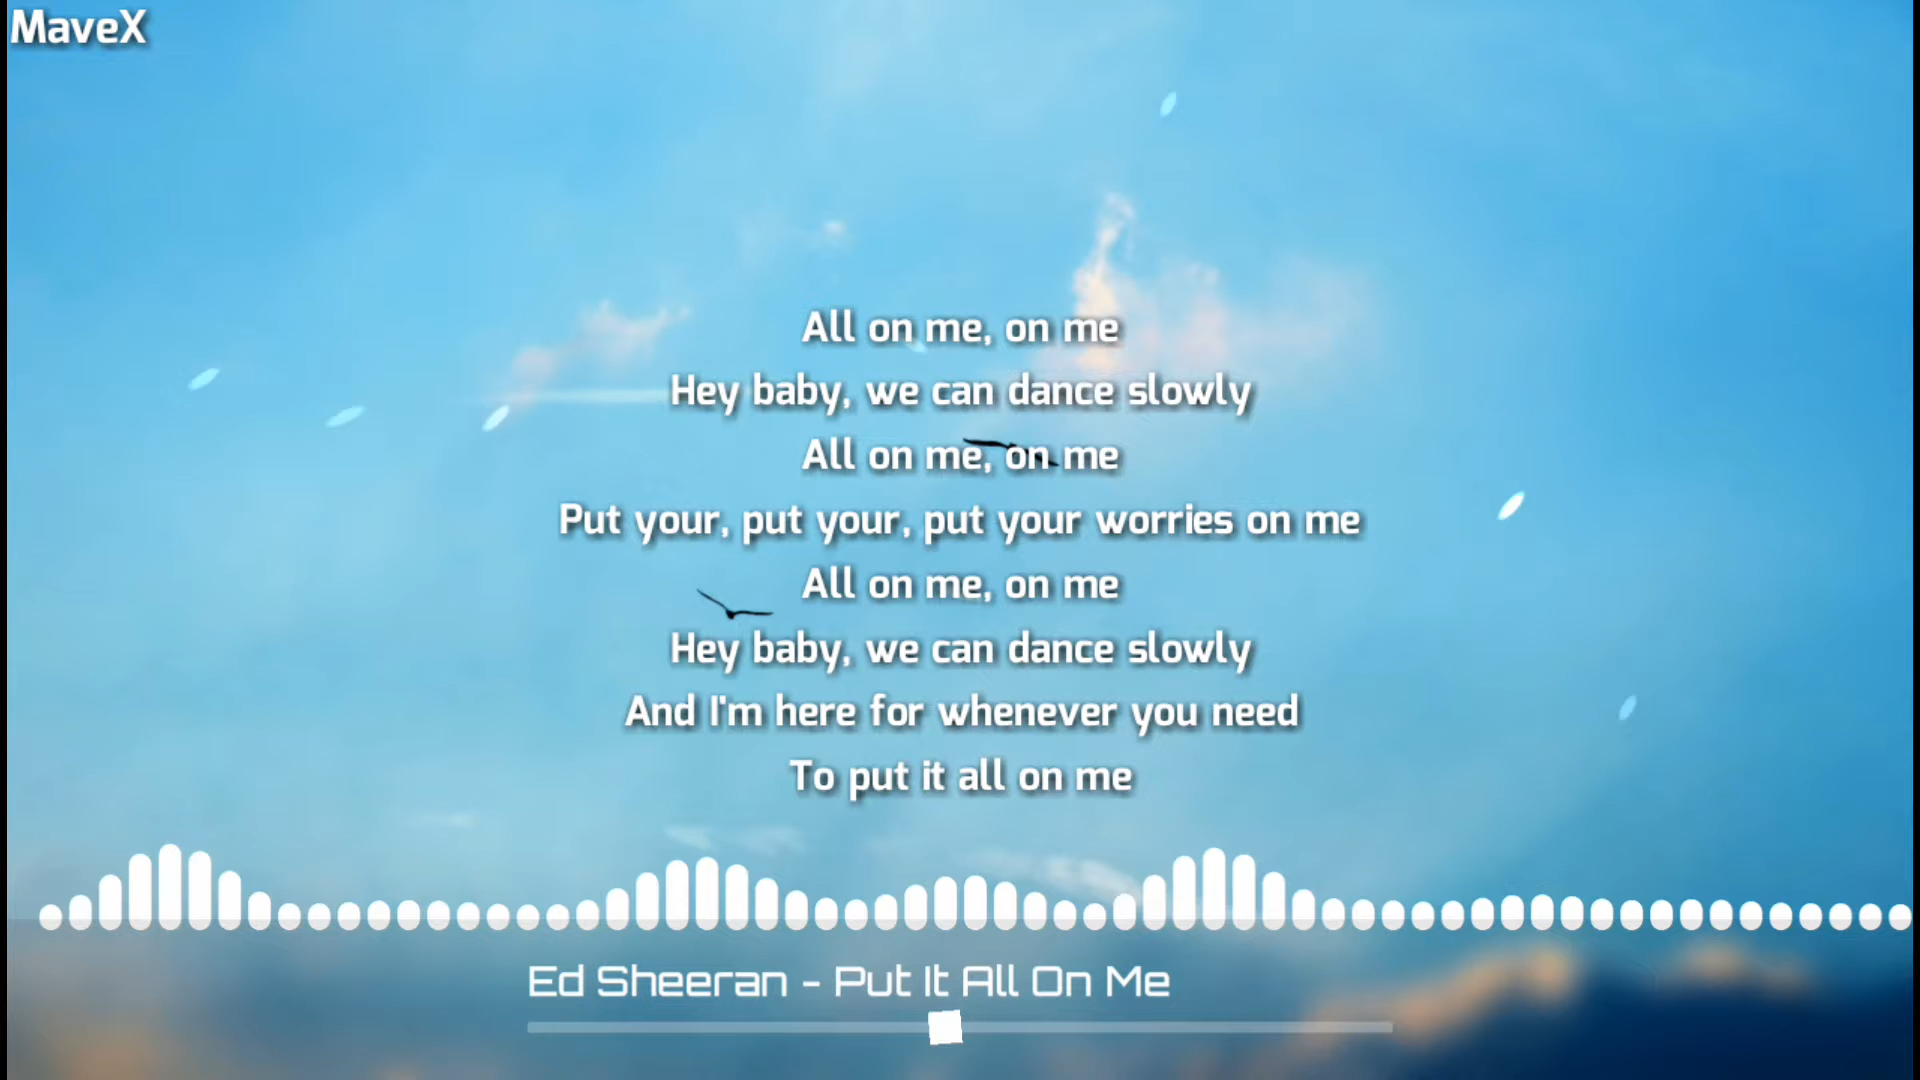 MaveX
All on me, on me
Hey baby, we can dance slowly
All on me, on me
Put your, put your, put your worries on me
All on me, on me
Hey baby, we can dance slowly
And I'm here for whenever you need
To put it all on me
Ed Sheeran - Put It All On Me